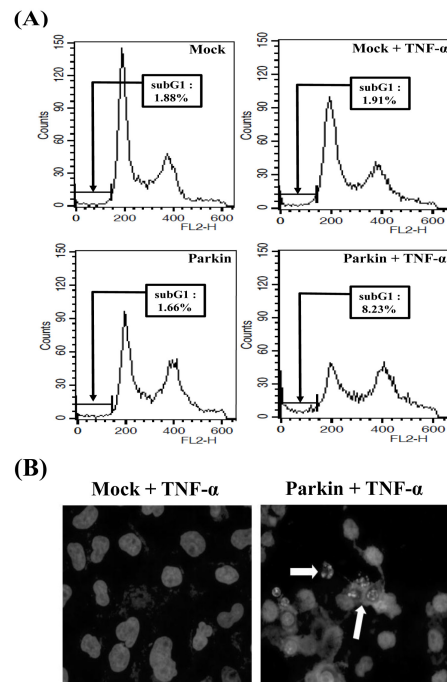 (A)
Mock
Mock + TNF-α
150
120
90
60
30
0
Counts
subG1 :
1.88%
0 200 400 600
FL2-H
150
120
90
60
30
0
Counts
subG1 :
1.91%
0 200 400 600
FL2-H
Parkin
Parkin + TNF-α
150
120
90
60
30
0
Counts
subG1 :
1.66%
0 200 400 600
FL2-H
150
120
90
60
30
0
Counts
subG1 :
8.23%
0 200 400 600
FL2-H
(B)
Mock + TNF-α
Parkin + TNF-α